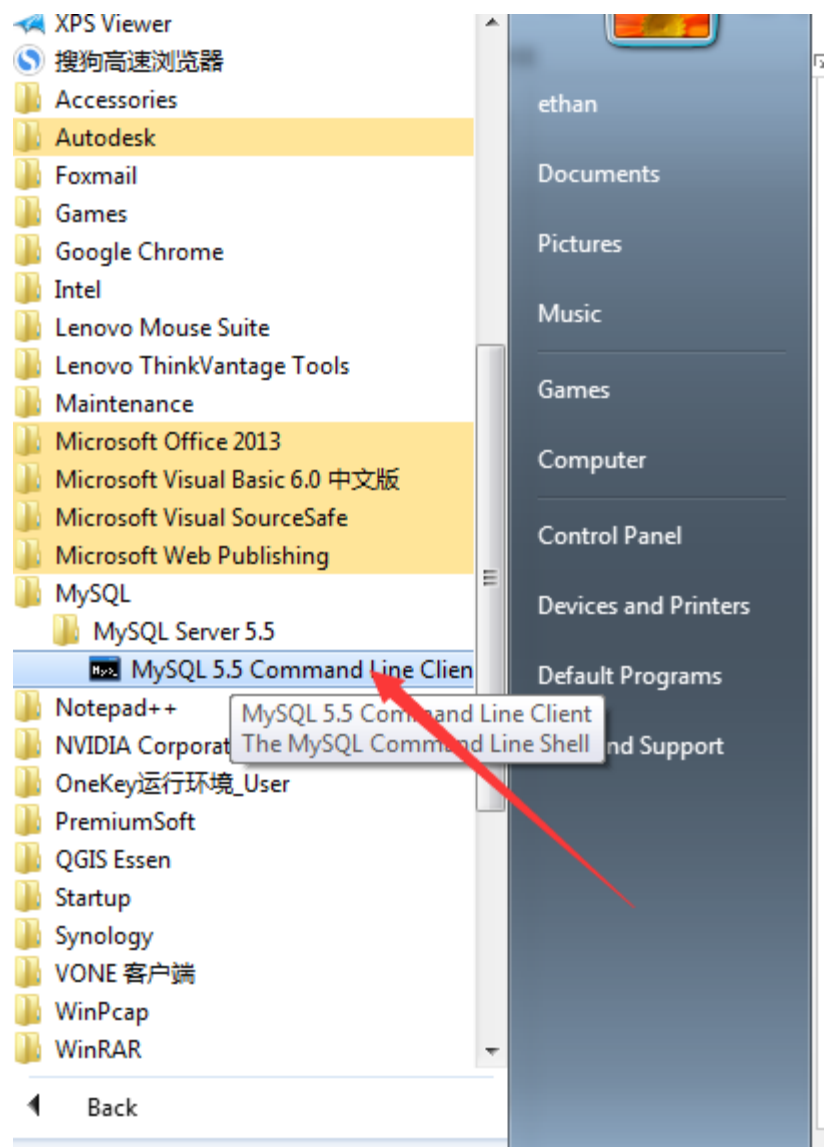 XPS Viewer
搜狗高速浏览器
Accessories
Autodesk
Foxmail
Games
Google Chrome
Intel
Lenovo Mouse Suite
Lenovo ThinkVantage Tools
Maintenance
Microsoft Office 2013
Microsoft Visual Basic 6.0 中文版
Microsoft Visual SourceSafe
Microsoft Web Publishing
MySQL
MySQL Server 5.5
MySQL 5.5 Command Line Clien
Notepad++
NVIDIA Corporat
OneKey运行环境_User
PremiumSoft
QGIS Essen
Startup
Synology
VONE 客户端
WinPcap
WinRAR
Back
MySQL 5.5 Command Line Client
The MySQL Command Line Shell
ethan
Documents
Pictures
Music
Games
Computer
Control Panel
Devices and Printers
Default Programs
nd Support